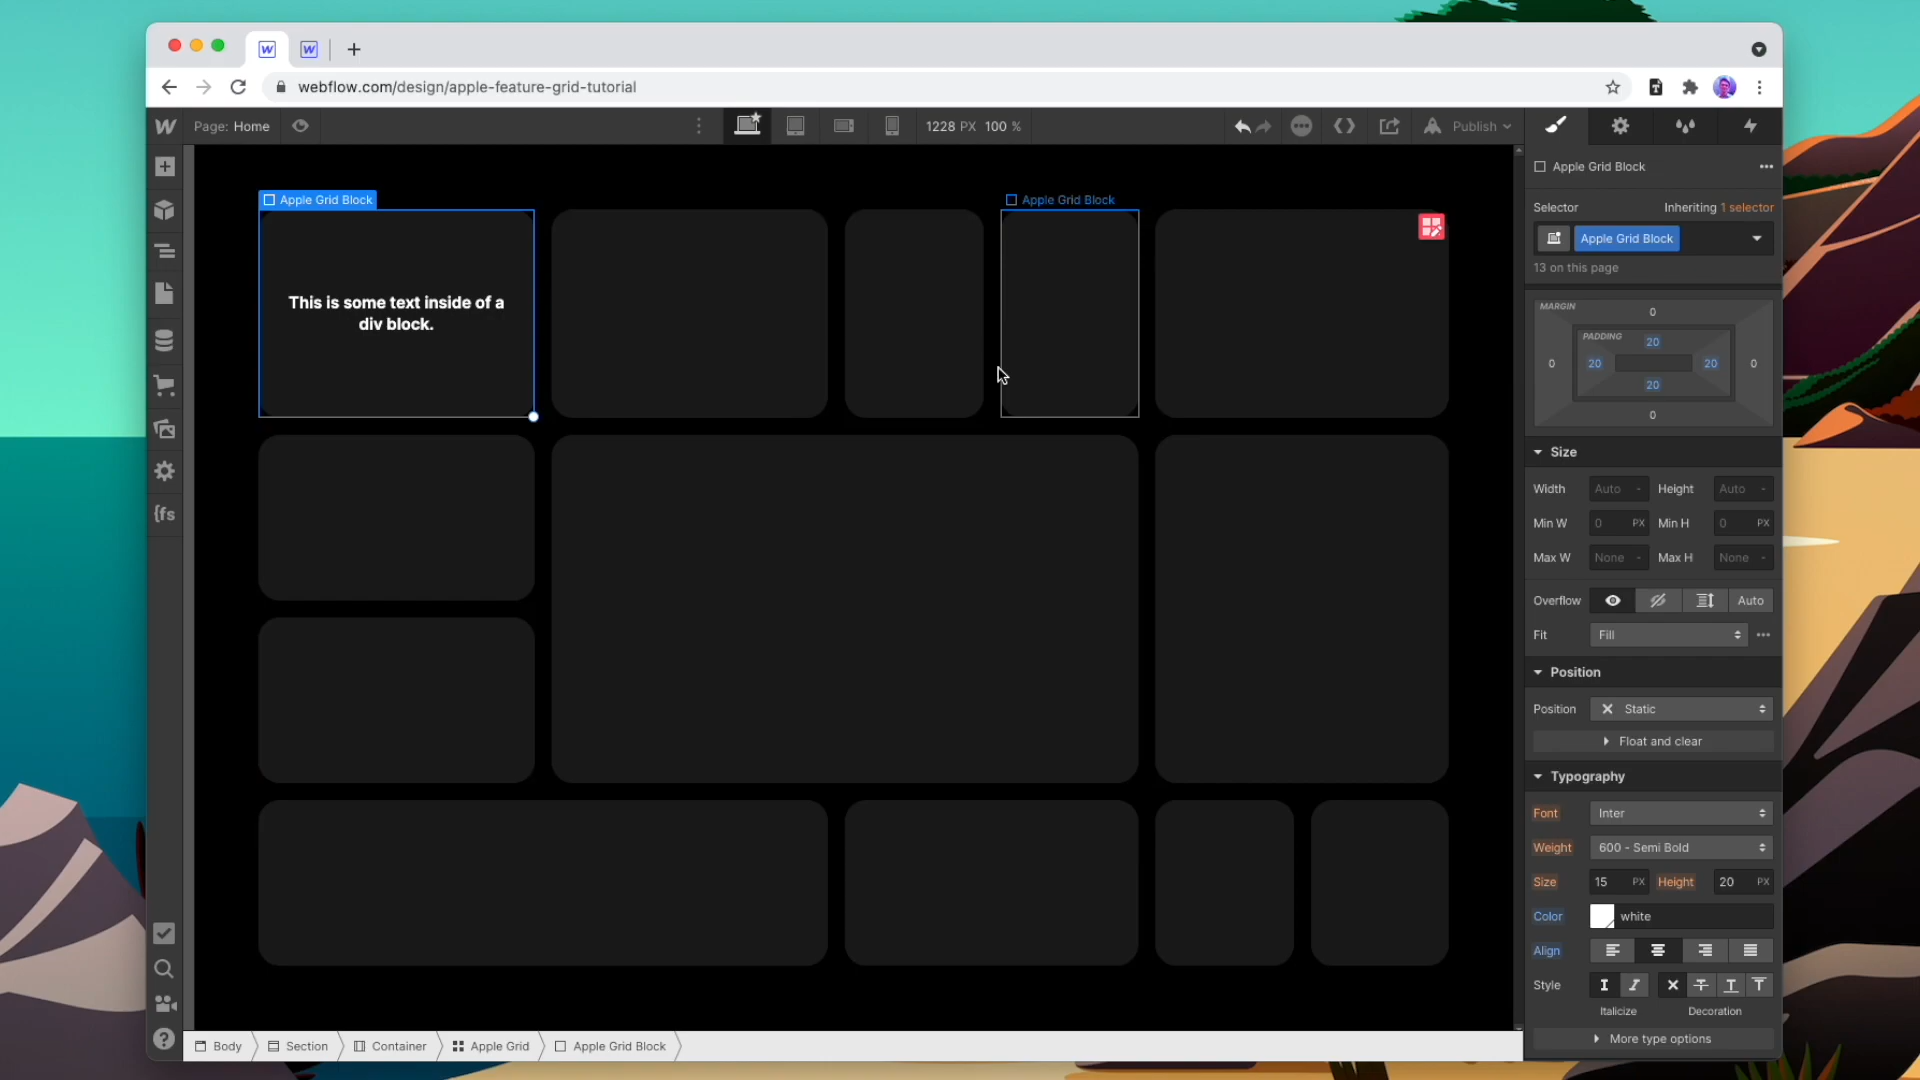 webflow.com/design/apple-feature-grid-tutorial
Page: Home
1228 PX 100 %
Publish
Apple Grid Block
Apple Grid Block
This is some text inside of a
div block.
{fs
Apple Grid Block
Selector Inheriting 1 selector
Apple Grid Block
13 on this page
MARGIN
0
PADDING
20
0 20 20 0
20
0
Size
Width Auto - Height Auto -
Min W 0 PX Min H 0 PX
Max W None - Max H None -
Overflow Auto
Fit Fill
Position
Position Static
Float and clear
Typography
Font Inter
Weight 600 - Semi Bold
Size 15 PX Height 20 PX
Color white
Align
Style
Italicize Decoration
More type options
Body Section Container Apple Grid Apple Grid Block